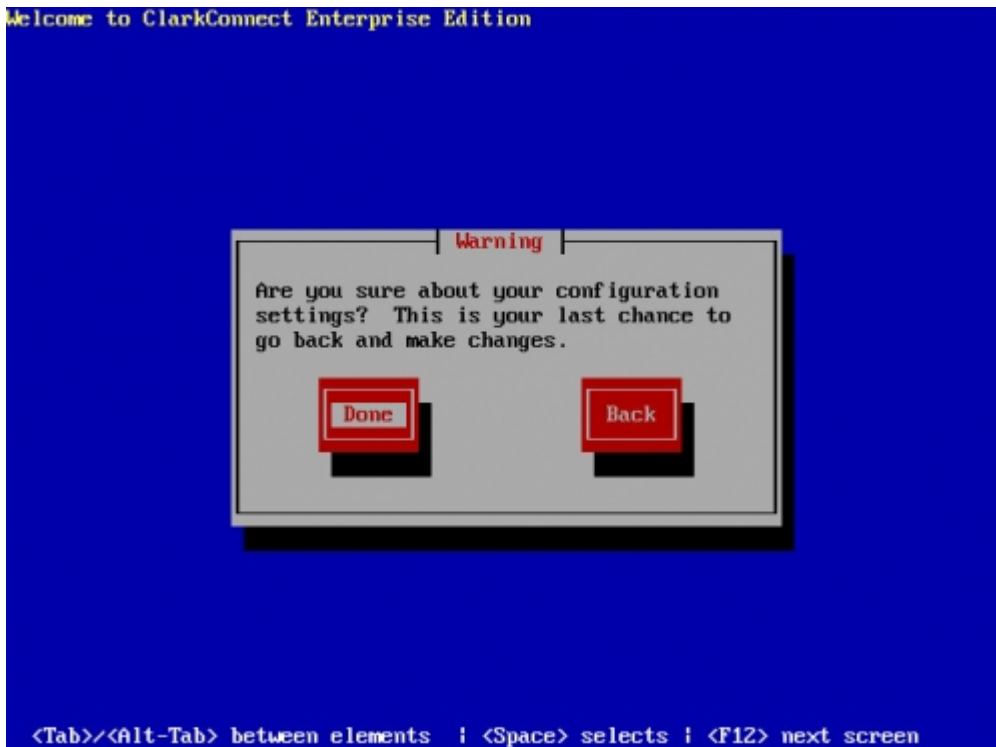 Welcome to ClarkConnect Enterprise Edition
Warning
Are you sure about your configuration
settings?  This is your last chance to
go back and make changes.
Done
Back
<Tab>/<Alt-Tab> between elements  | <Space> selects | <F12> next screen